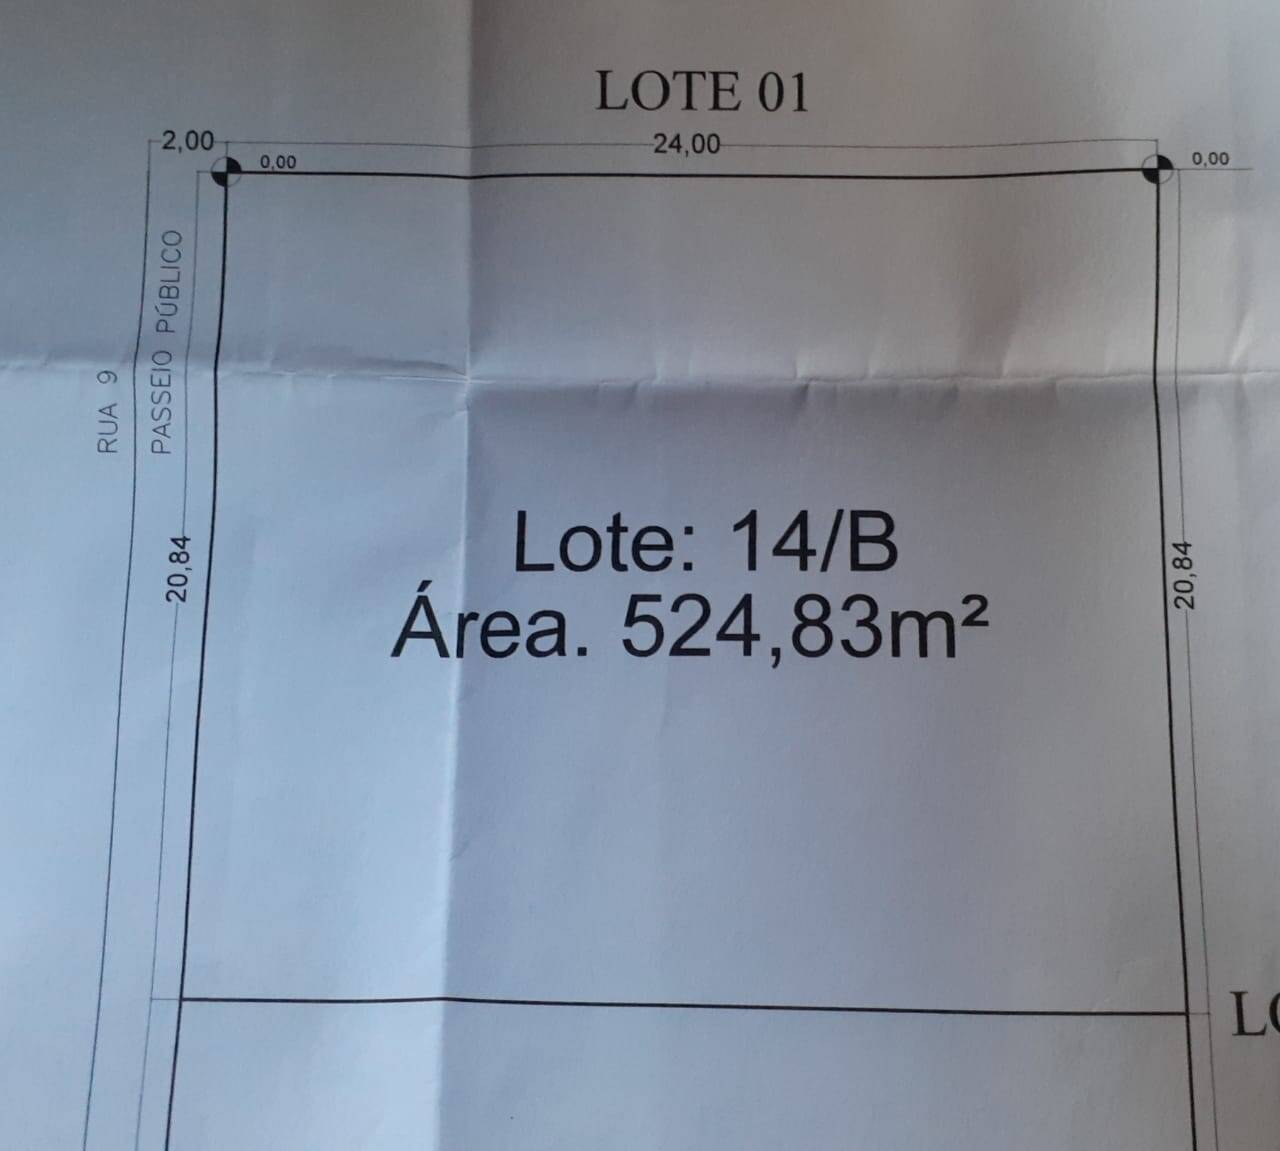 LOTE 01
2,00
24,00
0,00
0,00
RUA 9
PASSEIO PÚBLICO
20,84
20,84
Lote: 14/B
Área. 524,83m²